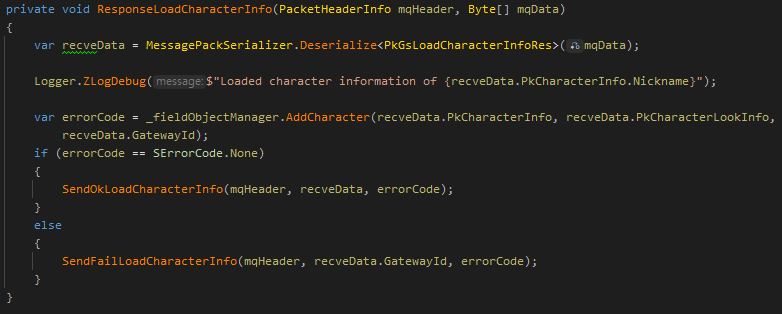 private void ResponseLoadCharacterInfo(PacketHeaderInfo mqHeader, Byte[] mqData)
{
    var recveData = MessagePackSerializer.Deserialize<PkGsLoadCharacterInfoRes>(mqData);

    Logger.ZLogDebug(message: $"Loaded character information of {recveData.PkCharacterInfo.Nickname}");

    var errorCode = _fieldObjectManager.AddCharacter(recveData.PkCharacterInfo, recveData.PkCharacterLookInfo,
        recveData.GatewayId);
    if (errorCode == SErrorCode.None)
    {
        SendOkLoadCharacterInfo(mqHeader, recveData, errorCode);
    }
    else
    {
        SendFailLoadCharacterInfo(mqHeader, recveData.GatewayId, errorCode);
    }
}